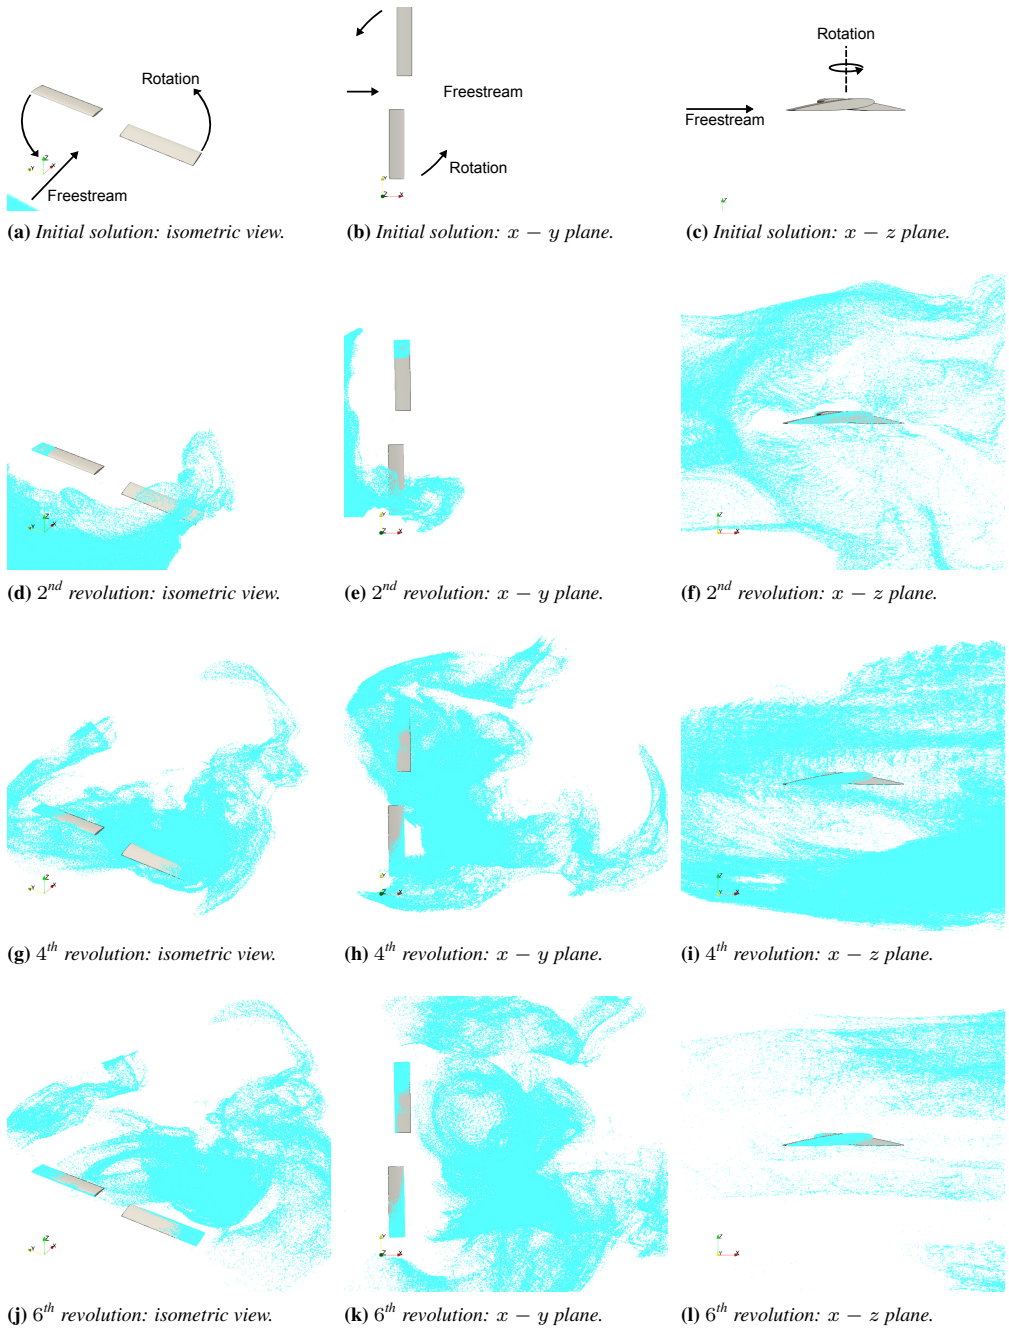 Rotation
Freestream
(a) Initial solution: isometric view.
Freestream
Rotation
(b) Initial solution: x − y plane.
Rotation
Freestream
(c) Initial solution: x − z plane.
(d) 2nd revolution: isometric view.
(e) 2nd revolution: x − y plane.
(f) 2nd revolution: x − z plane.
(g) 4th revolution: isometric view.
(h) 4th revolution: x − y plane.
(i) 4th revolution: x − z plane.
(j) 6th revolution: isometric view.
(k) 6th revolution: x − y plane.
(l) 6th revolution: x − z plane.